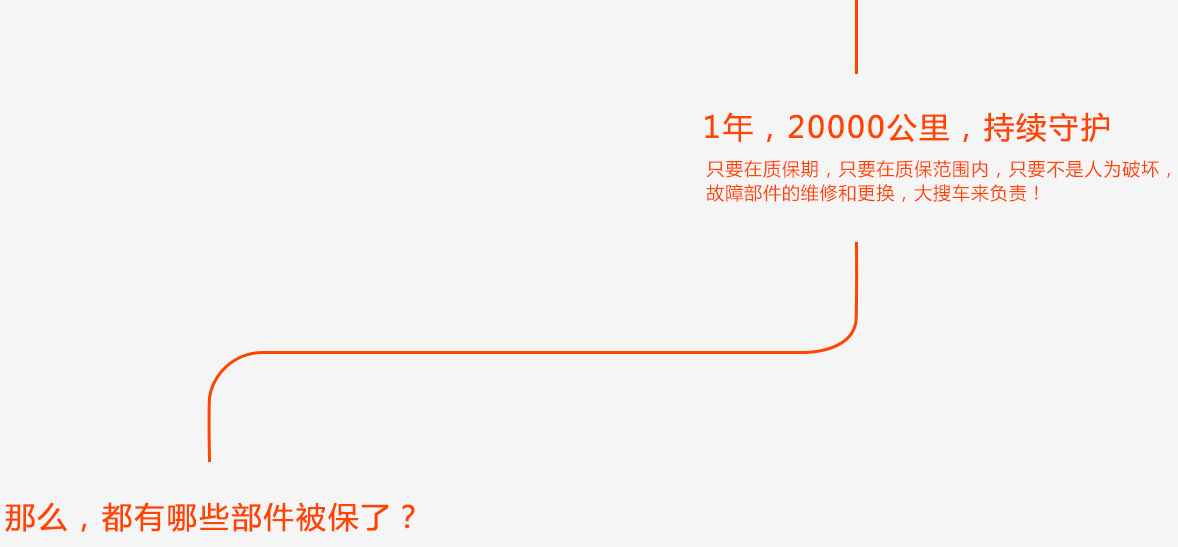 1年，20000公里，持续守护
只要在质保期，只要在质保范围内，只要不是人为破坏，
故障部件的维修和更换，大搜车来负责！
那么，都有哪些部件被保了？